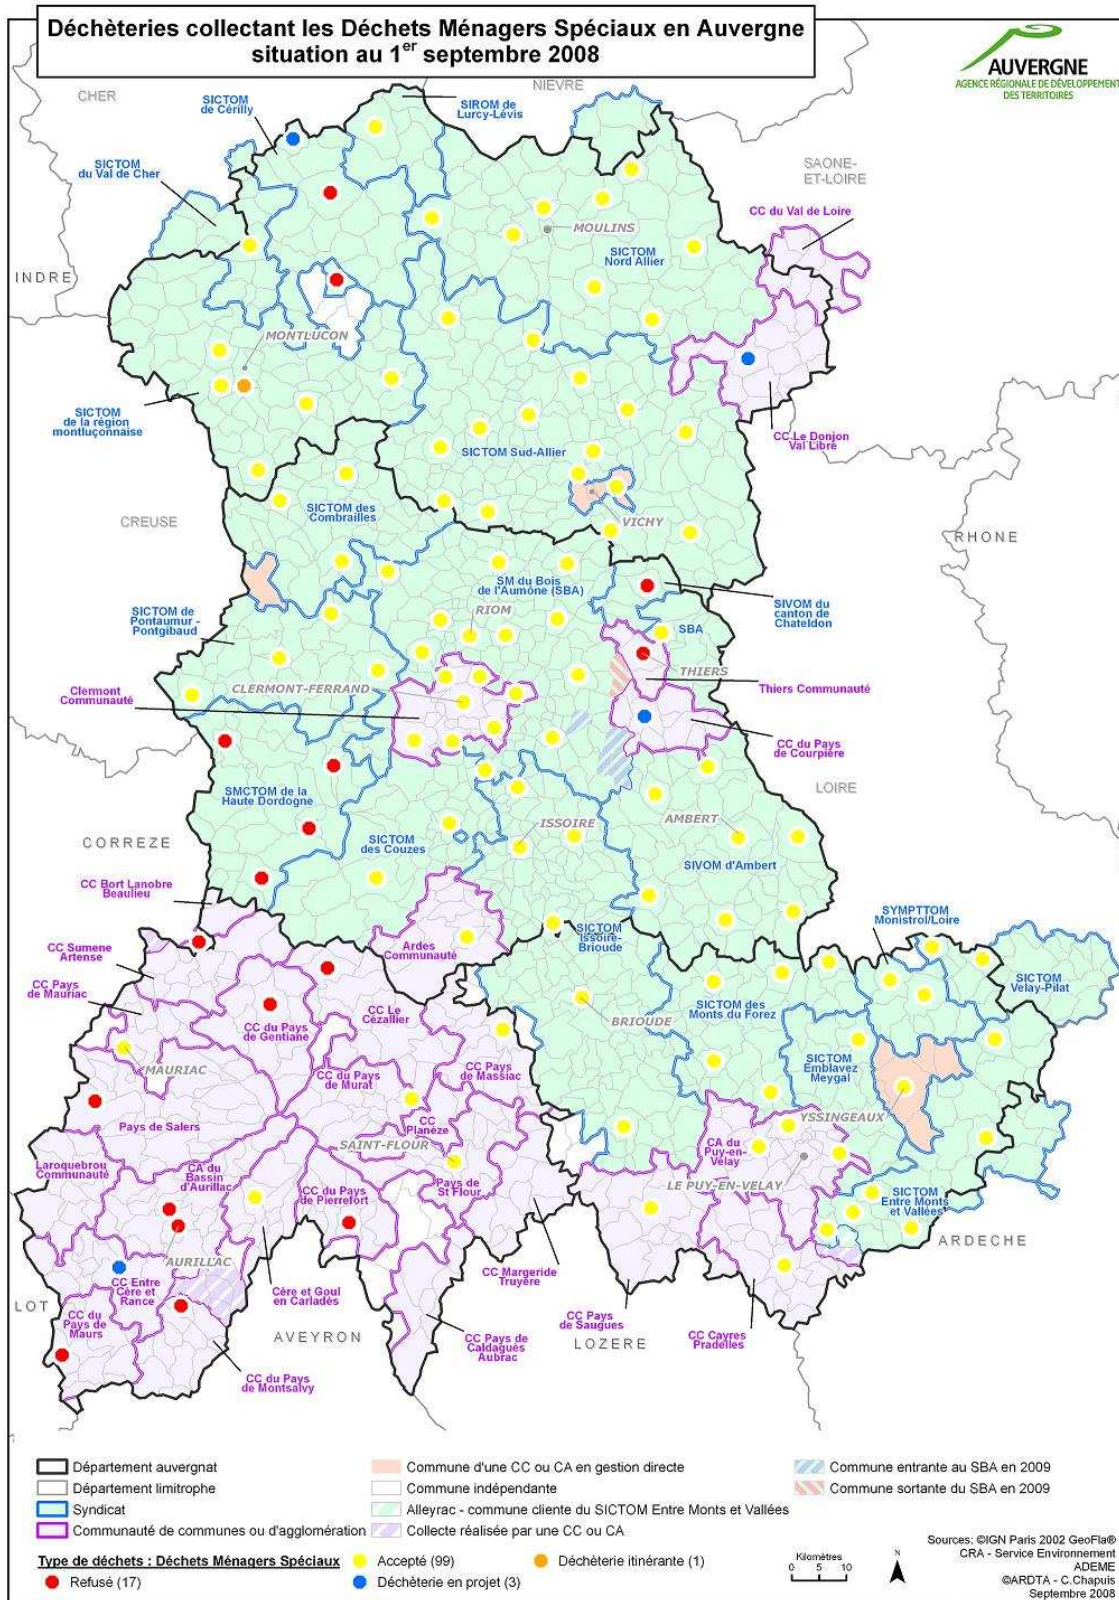 Déchèteries collectant les Déchets Ménagers Spéciaux en Auvergne
situation au 1er septembre 2008
AUVERGNE
AGENCE RÉGIONALE DE DÉVELOPPEMENT
DES TERRITOIRES
CHER
NIEVRE
SICTOM
de Cérilly
SIROM de
Lurcy-Lévis
SICTOM
du Val de Cher
SAONE-
ET-LOIRE
CC du Val de Loire
MOULINS
SICTOM
Nord Allier
INDRE
MONTLUCON
SICTOM
de la région
montluçonnaise
CC Le Donjon
Val Libre
SICTOM Sud-Allier
SICTOM des
Combrailles
CREUSE
VICHY
RHONE
SM du Bois
de l'Aumône (SBA)
SIVOM du
canton de
Chateldon
SICTOM de
Pontaumur -
Pontgibaud
RIOM
SBA
THIERS
Clermont
Communauté
CLERMONT-FERRAND
Thiers Communauté
CC du Pays
de Courpière
SMCTOM de la
Haute Dordogne
LOIRE
ISSOIRE
AMBERT
CORREZE
SICTOM
des Couzes
SIVOM d'Ambert
CC Bort Lanobre
Beaulieu
SYMPTTOM
Monistrol/Loire
CC Sumene
Artense
Ardes
Communauté
SICTOM
Issoire-
Brioude
SICTOM
Velay-Pilat
CC Pays
de Mauriac
CC Le
Cézallier
SICTOM des
Monts du Forez
CC du Pays
de Gentiane
BRIOUDE
MAURIAC
CC du Pays
de Murat
CC Pays
de Massiac
SICTOM
Emblavez
Meygal
Pays de Salers
CC
Planèze
YSSINGEAUX
SAINT-FLOUR
CA du
Puy-en-
Velay
Laroquebrou
Communauté
CA du
Bassin
d'Aurillac
CC du Pays
de Pierrefort
Pays de
St Flour
LE PUY-EN-VELAY
SICTOM
Entre Monts
et Vallées
ARDECHE
AURILLAC
CC Entre
Cère et
Rance
Cère et Goul
en Carladès
CC Margeride
Truyère
LOT
CC du
Pays de
Maurs
AVEYRON
CC Pays
de Saugues
LOZERE
CC Cayres
Pradelles
CC Pays de
Caldaguès
Aubrac
CC du Pays
de Montsalvy
Département auvergnat
Commune d'une CC ou CA en gestion directe
Commune entrante au SBA en 2009
Département limitrophe
Commune indépendante
Commune sortante du SBA en 2009
Syndicat
Alleyrac - commune cliente du SICTOM Entre Monts et Vallées
Communauté de communes ou d'agglomération
Collecte réalisée par une CC ou CA
Type de déchets : Déchets Ménagers Spéciaux
Accepté (99)
Déchèterie itinérante (1)
Refusé (17)
Déchèterie en projet (3)
Kilomètres
0 5 10
N
Sources: ©IGN Paris 2002 GeoFla®
CRA - Service Environnement
ADEME
©ARDTA - C.Chapuis
Septembre 2008